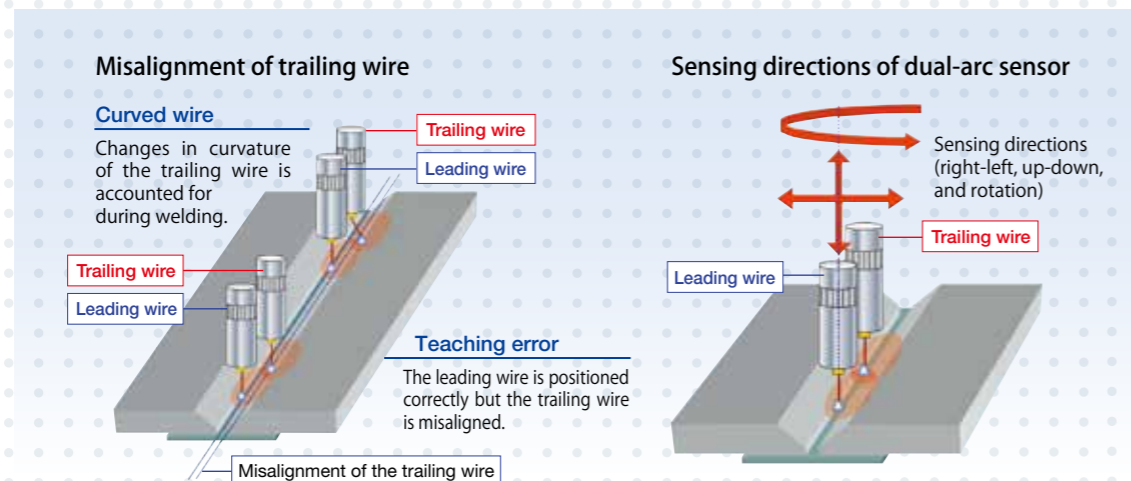 Misalignment of trailing wire
Curved wire
Changes in curvature
of the trailing wire is
accounted for
during welding.
Trailing wire
Leading wire
Trailing wire
Leading wire
Teaching error
The leading wire is positioned
correctly but the trailing wire
is misaligned.
Misalignment of the trailing wire
Sensing directions of dual-arc sensor
Sensing directions
(right-left, up-down,
and rotation)
Trailing wire
Leading wire